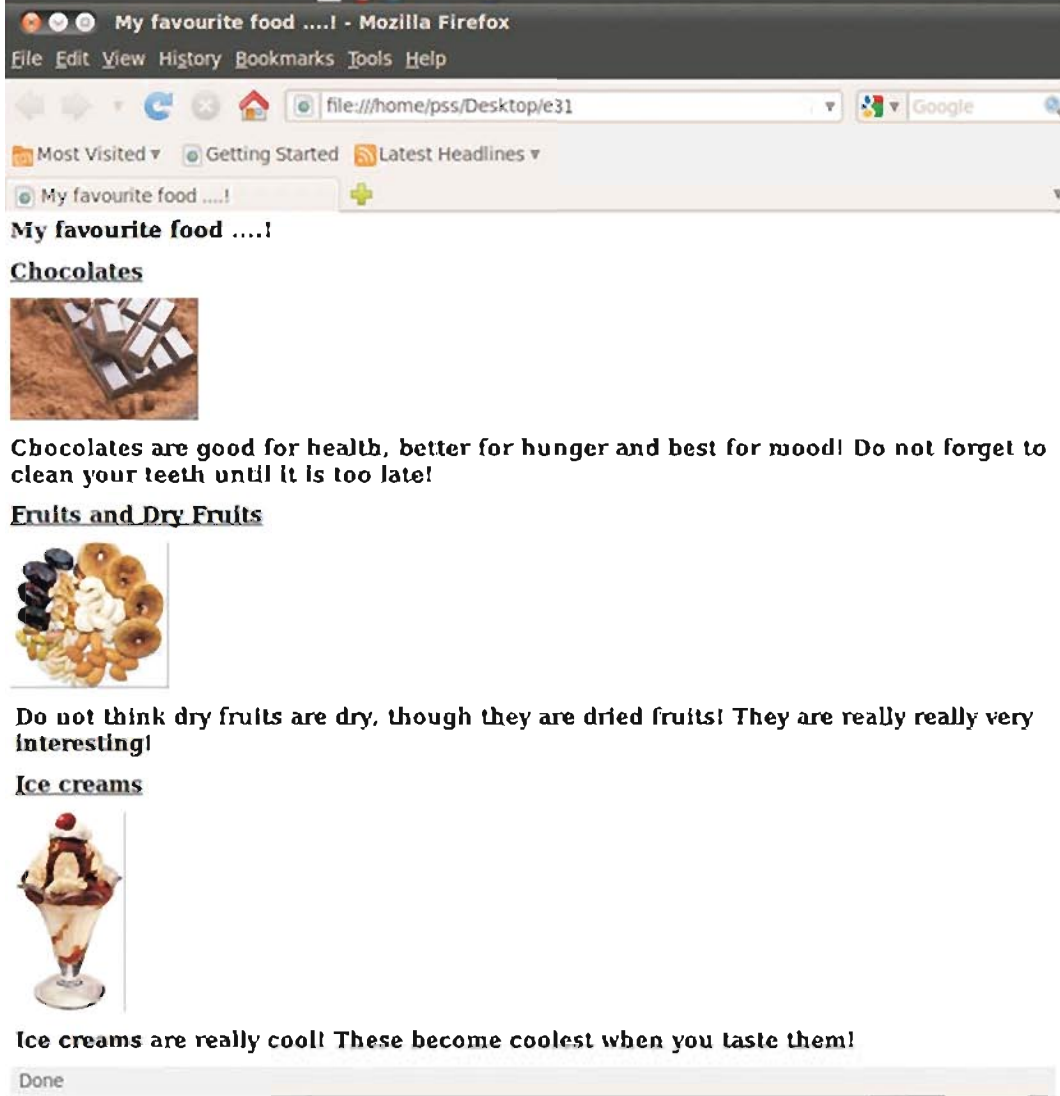 My favourite food ....! - Mozilla Firefox
File Edit View History Bookmarks Tools Help
file:///home/pss/Desktop/e31 Google
Most Visited Getting Started Latest Headlines
My favourite food ....!
My favourite food ....!
Chocolates
Chocolates are good for health, better for hunger and best for mood! Do not forget to
clean your teeth until it is too late!
Fruits and Dry Fruits
Do not think dry fruits are dry, though they are dried fruits! They are really really very
interesting!
Ice creams
Ice creams are really cool! These become coolest when you taste them!
Done